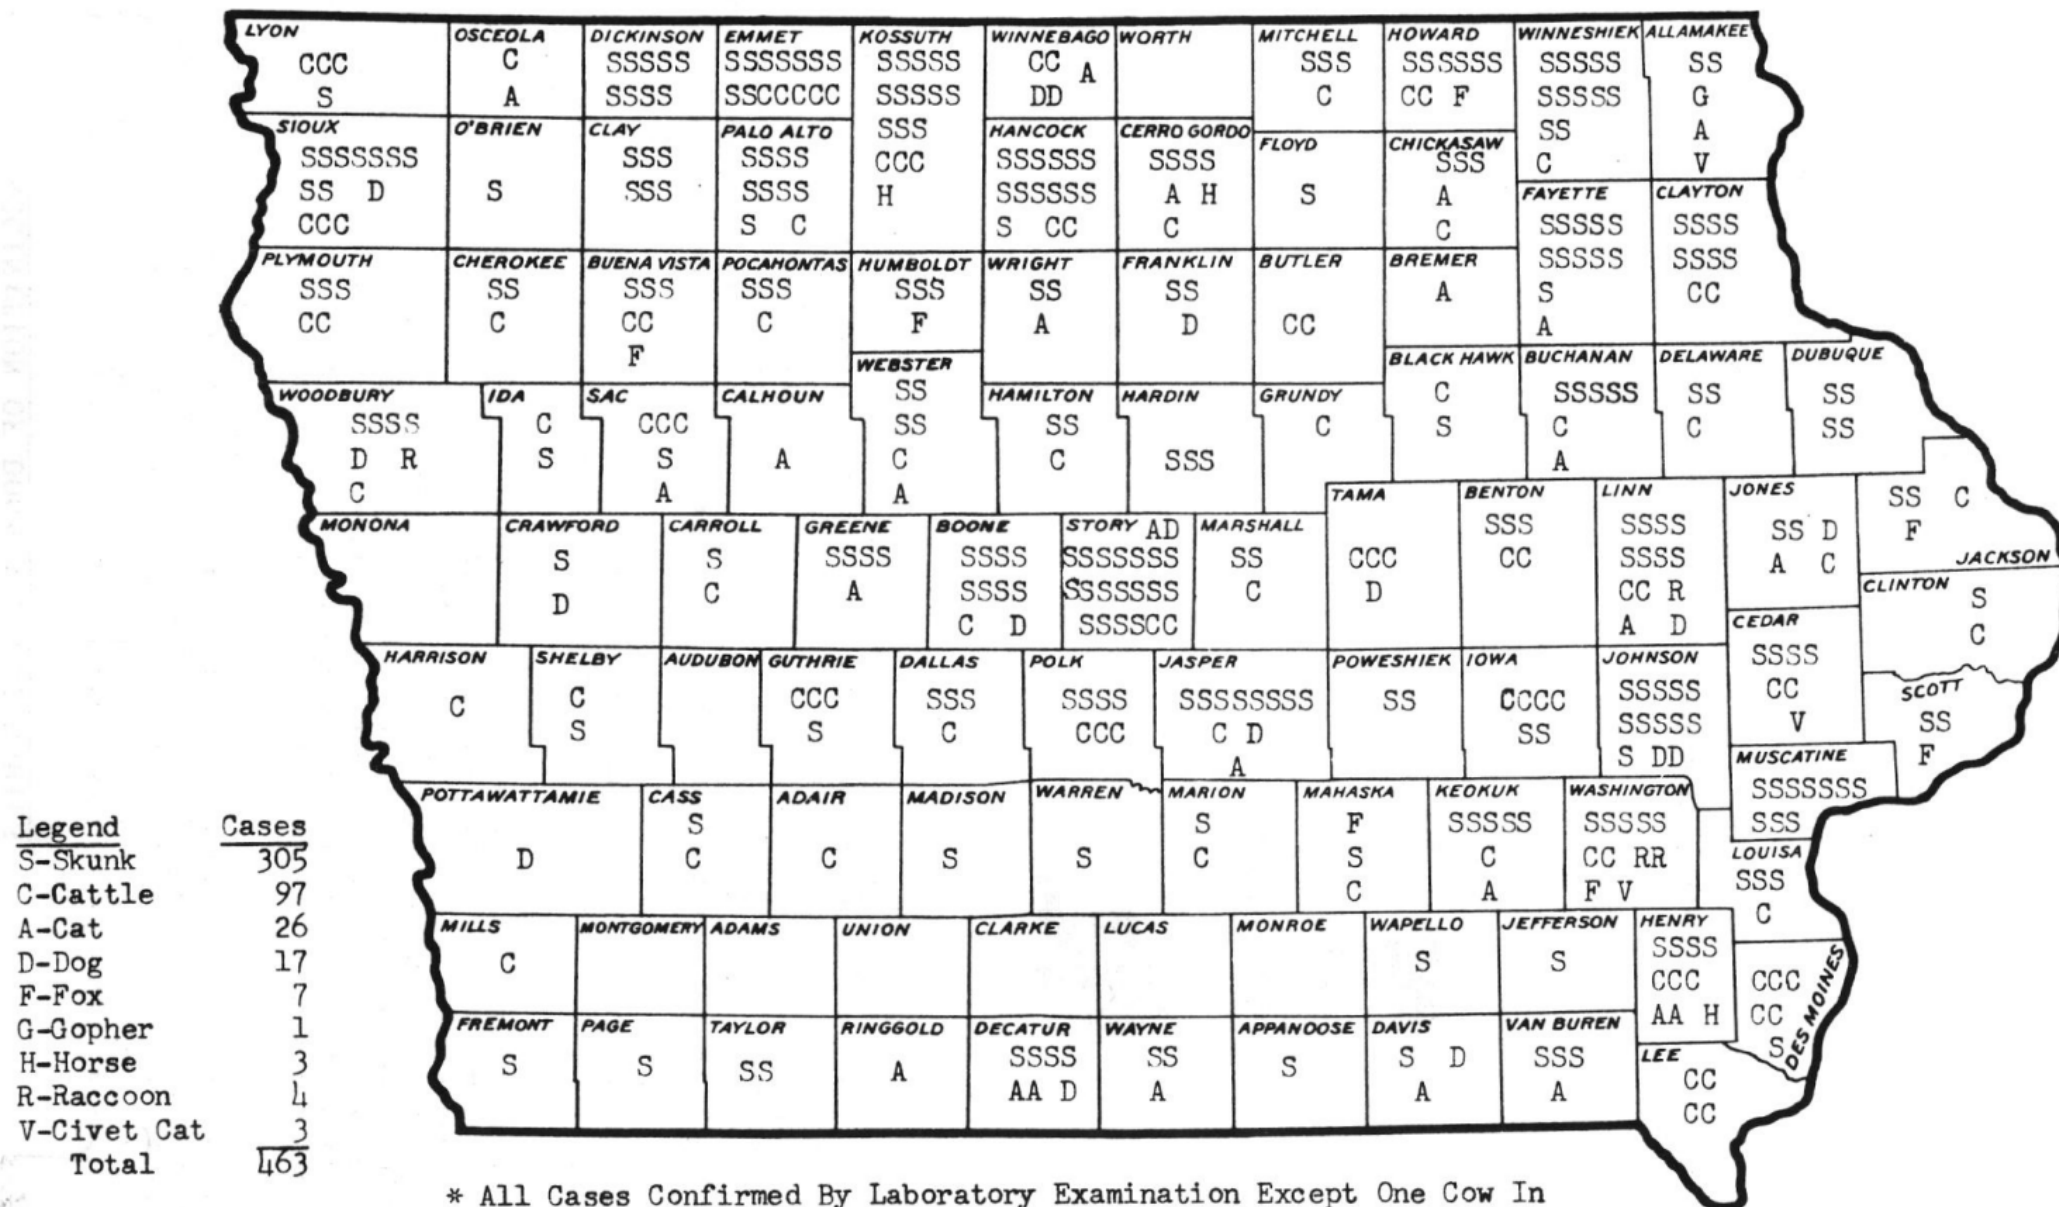 LYON
CCC
S
OSCEOLA
C
A
DICKINSON
SSSSS
SSSS
EMMET
SSSSSSS
SSCCCCC
KOSSUTH
SSSSS
SSSSS
SSS
CCC
H
WINNEBAGO
CC A
DD
WORTH
MITCHELL
SSS
C
HOWARD
SSSSSS
CC F
WINNESHIEK
SSSSS
SSSSS
SS
C
ALLAMAKEE
SS
G
A
V
SIOUX
SSSSSSS
SS D
CCC
O'BRIEN
S
CLAY
SSS
SSS
PALO ALTO
SSSS
SSSS
S C
HANCOCK
SSSSSS
SSSSSS
S CC
CERRO GORDO
SSSS
A H
C
FLOYD
S
CHICKASAW
SSS
A
C
FAYETTE
SSSSS
SSSSS
S
A
CLAYTON
SSSS
SSSS
CC
PLYMOUTH
SSS
CC
CHEROKEE
SS
C
BUENA VISTA
SSS
CC
F
POCAHONTAS
SSS
C
HUMBOLDT
SSS
F
WRIGHT
SS
A
FRANKLIN
SS
D
BUTLER
CC
BREMER
A
WEBSTER
SS
SS
C
A
BLACK HAWK
C
S
BUCHANAN
SSSSS
C
A
DELAWARE
SS
C
DUBUQUE
SS
SS
WOODBURY
SSSS
D R
C
IDA
C
S
SAC
CCC
S
A
CALHOUN
A
HAMILTON
SS
C
HARDIN
SSS
GRUNDY
C
TAMA
CCC
D
BENTON
SSS
CC
LINN
SSSS
SSSS
CC R
A D
JONES
SS D
A C
SS C
F
JACKSON
MONONA
CRAWFORD
S
D
CARROLL
S
C
GREENE
SSSS
A
BOONE
SSSS
SSSS
C D
STORY AD
SSSSSSS
SSSSSSS
SSSSCC
MARSHALL
SS
C
CLINTON
S
C
CEDAR
SSSS
CC
V
HARRISON
C
SHELBY
C
S
AUDUBON
GUTHRIE
CCC
S
DALLAS
SSS
C
POLK
SSSS
CCC
JASPER
SSSSSSSS
C D
A
POWESHIEK
SS
IOWA
CCCC
SS
JOHNSON
SSSSS
SSSSS
S DD
SCOTT
SS
F
MUSCATINE
SSSSSSS
SSS
POTTAWATTAMIE
D
CASS
S
C
ADAIR
C
MADISON
S
WARREN
S
MARION
S
C
MAHASKA
F
S
C
KEOKUK
SSSSS
C
A
WASHINGTON
SSSSS
CC RR
F V
LOUISA
SSS
C
MILLS
C
MONTGOMERY
ADAMS
UNION
CLARKE
LUCAS
MONROE
WAPELLO
S
JEFFERSON
S
HENRY
SSSS
CCC
AA H
CCC
CC
S
DES MOINES
FREMONT
S
PAGE
S
TAYLOR
SS
RINGGOLD
A
DECATUR
SSSS
AA D
WAYNE
SS
A
APPANOOSE
S
DAVIS
S D
A
VAN BUREN
SSS
A
LEE
CC
CC
Legend Cases
S-Skunk 305
C-Cattle 97
A-Cat 26
D-Dog 17
F-Fox 7
G-Gopher 1
H-Horse 3
R-Raccoon 4
V-Civet Cat 3
Total 463
* All Cases Confirmed By Laboratory Examination Except One Cow In